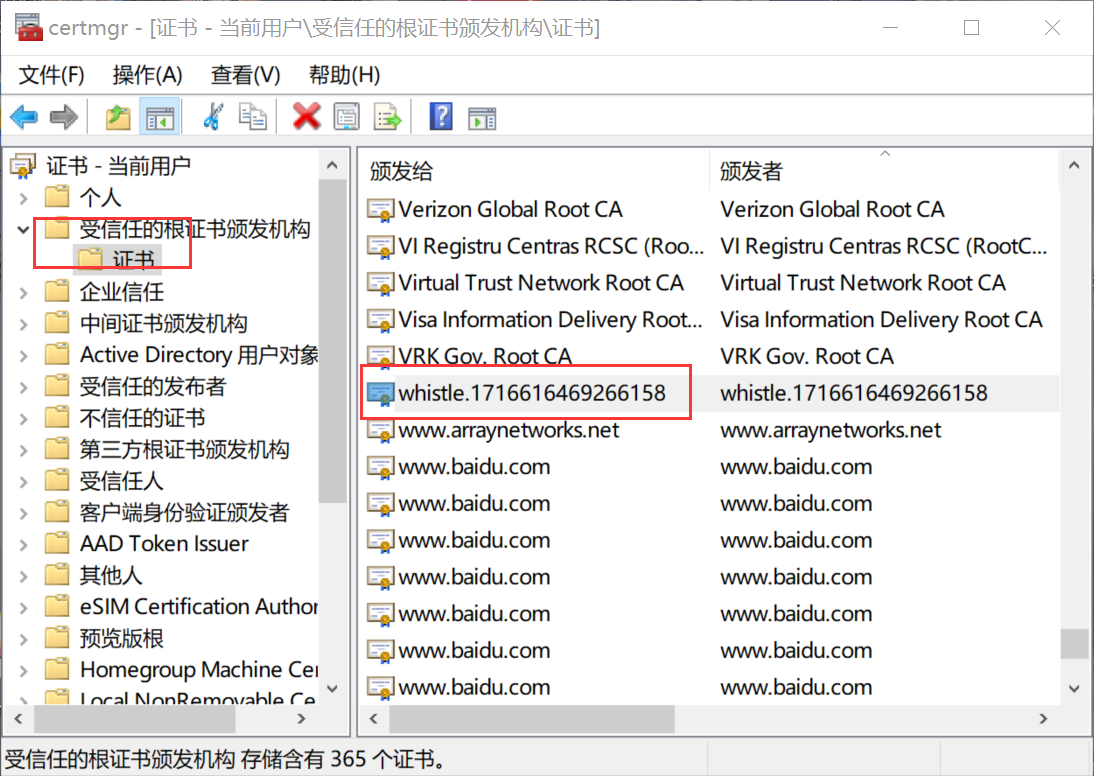 certmgr - [证书 - 当前用户\受信任的根证书颁发机构\证书]
文件(F) 操作(A) 查看(V) 帮助(H)
证书 - 当前用户
个人
受信任的根证书颁发机构
证书
企业信任
中间证书颁发机构
Active Directory 用户对象
受信任的发布者
不信任的证书
第三方根证书颁发机构
受信任人
客户端身份验证颁发者
AAD Token Issuer
其他人
eSIM Certification Author
预览版根
Homegroup Machine Cer
Local NonRemovable Ce
颁发给 颁发者
Verizon Global Root CA Verizon Global Root CA
VI Registru Centras RCSC (Roo... VI Registru Centras RCSC (RootC...
Virtual Trust Network Root CA Virtual Trust Network Root CA
Visa Information Delivery Root... Visa Information Delivery Root CA
VRK Gov. Root CA VRK Gov. Root CA
whistle.1716616469266158 whistle.1716616469266158
www.arraynetworks.net www.arraynetworks.net
www.baidu.com www.baidu.com
www.baidu.com www.baidu.com
www.baidu.com www.baidu.com
www.baidu.com www.baidu.com
www.baidu.com www.baidu.com
www.baidu.com www.baidu.com
www.baidu.com www.baidu.com
受信任的根证书颁发机构 存储含有 365 个证书。